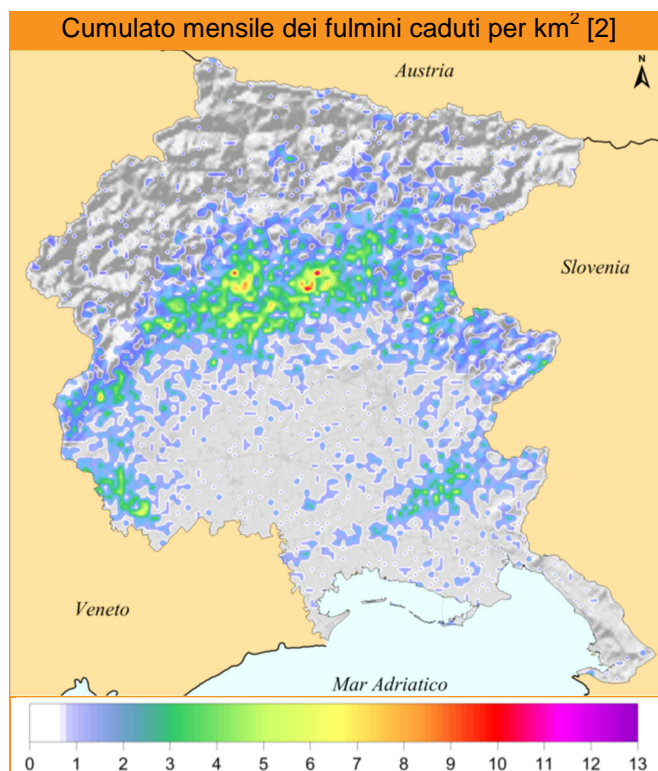 Cumulato mensile dei fulmini caduti per km² [2]
Austria
N
Slovenia
Veneto
Mar Adriatico
0 1 2 3 4 5 6 7 8 9 10 11 12 13